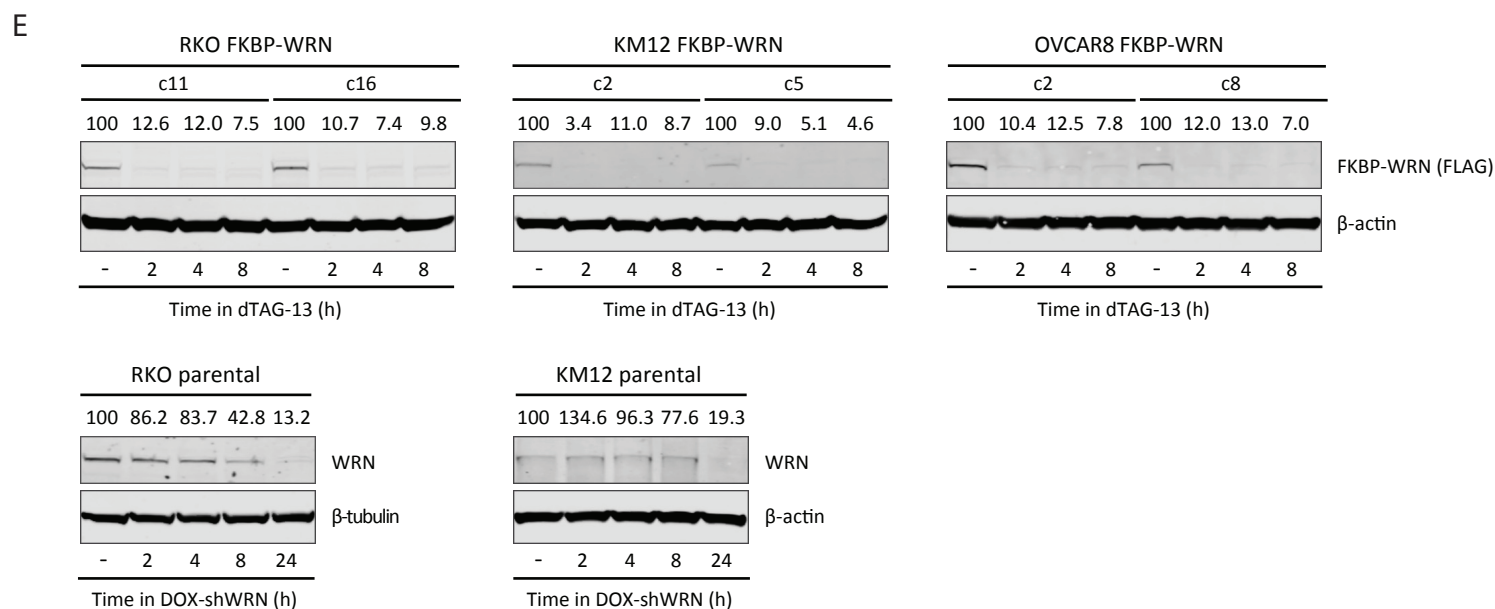 E
RKO FKBP-WRN
c11 c16
100 12.6 12.0 7.5 100 10.7 7.4 9.8
- 2 4 8 - 2 4 8
Time in dTAG-13 (h)
KM12 FKBP-WRN
c2 c5
100 3.4 11.0 8.7 100 9.0 5.1 4.6
- 2 4 8 - 2 4 8
Time in dTAG-13 (h)
OVCAR8 FKBP-WRN
c2 c8
100 10.4 12.5 7.8 100 12.0 13.0 7.0
FKBP-WRN (FLAG)
β-actin
- 2 4 8 - 2 4 8
Time in dTAG-13 (h)
RKO parental
100 86.2 83.7 42.8 13.2
WRN
β-tubulin
- 2 4 8 24
Time in DOX-shWRN (h)
KM12 parental
100 134.6 96.3 77.6 19.3
WRN
β-actin
- 2 4 8 24
Time in DOX-shWRN (h)